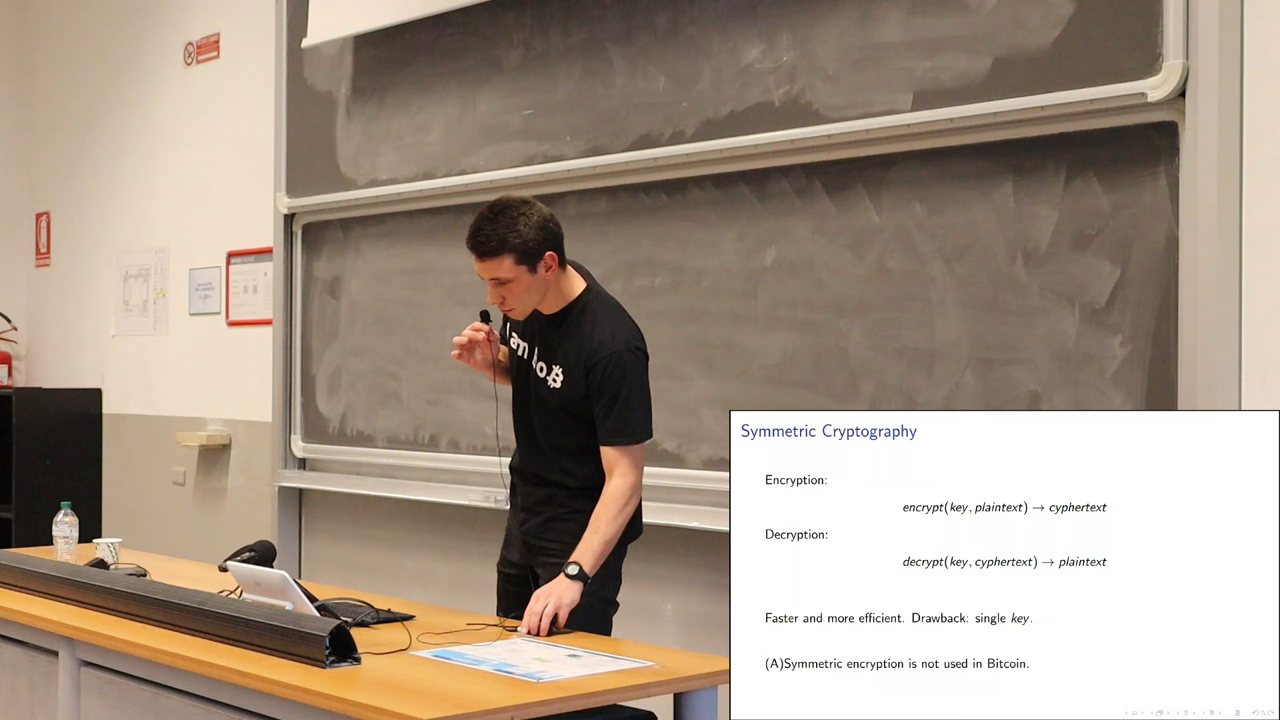 am
Symmetric Cryptography
Encryption:
encrypt(key, plaintext) → cyphertext
Decryption:
decrypt(key, cyphertext) → plaintext
Faster and more efficient. Drawback: single key.
(A)Symmetric encryption is not used in Bitcoin.